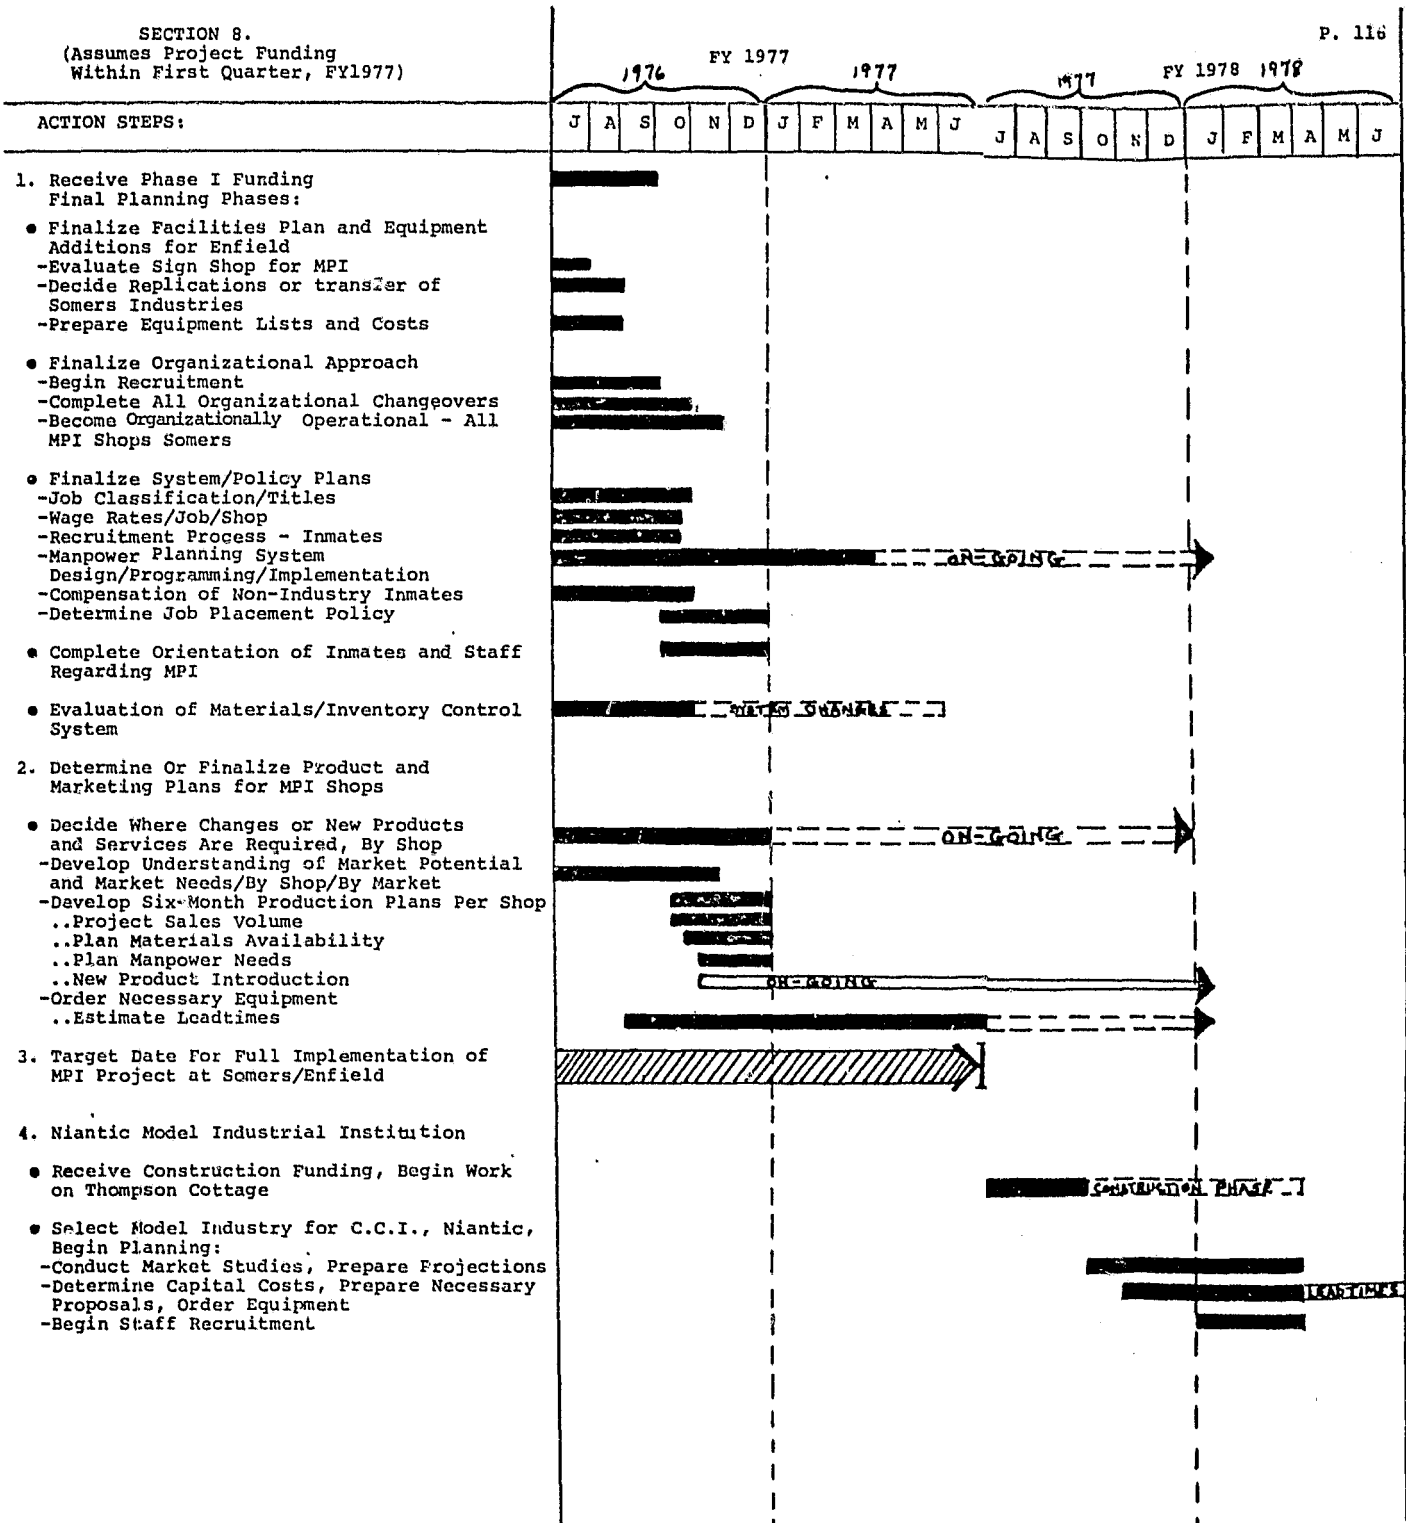 SECTION 8.
(Assumes Project Funding
Within First Quarter, FY1977)
P. 116
FY 1977
FY 1978
1976
1977
1977
1978
ACTION STEPS:
J A S O N D J F M A M J J A S O N D J F M A M J
1. Receive Phase I Funding
Final Planning Phases:
• Finalize Facilities Plan and Equipment
Additions for Enfield
-Evaluate Sign Shop for MPI
-Decide Replications or transfer of
Somers Industries
-Prepare Equipment Lists and Costs
• Finalize Organizational Approach
-Begin Recruitment
-Complete All Organizational Changeovers
-Become Organizationally Operational - All
MPI Shops Somers
• Finalize System/Policy Plans
-Job Classification/Titles
-Wage Rates/Job/Shop
-Recruitment Process - Inmates
-Manpower Planning System
Design/Programming/Implementation
ON-GOING
-Compensation of Non-Industry Inmates
-Determine Job Placement Policy
• Complete Orientation of Inmates and Staff
Regarding MPI
• Evaluation of Materials/Inventory Control
System
SYSTEM CHANGES
2. Determine Or Finalize Product and
Marketing Plans for MPI Shops
• Decide Where Changes or New Products
and Services Are Required, By Shop
ON-GOING
-Develop Understanding of Market Potential
and Market Needs/By Shop/By Market
-Develop Six-Month Production Plans Per Shop
..Project Sales Volume
..Plan Materials Availability
..Plan Manpower Needs
..New Product Introduction
ON-GOING
-Order Necessary Equipment
..Estimate Leadtimes
3. Target Date For Full Implementation of
MPI Project at Somers/Enfield
4. Niantic Model Industrial Institution
• Receive Construction Funding, Begin Work
on Thompson Cottage
CONSTRUCTION PHASE
• Select Model Industry for C.C.I., Niantic,
Begin Planning:
-Conduct Market Studies, Prepare Projections
-Determine Capital Costs, Prepare Necessary
Proposals, Order Equipment
LEADTIMES
-Begin Staff Recruitment